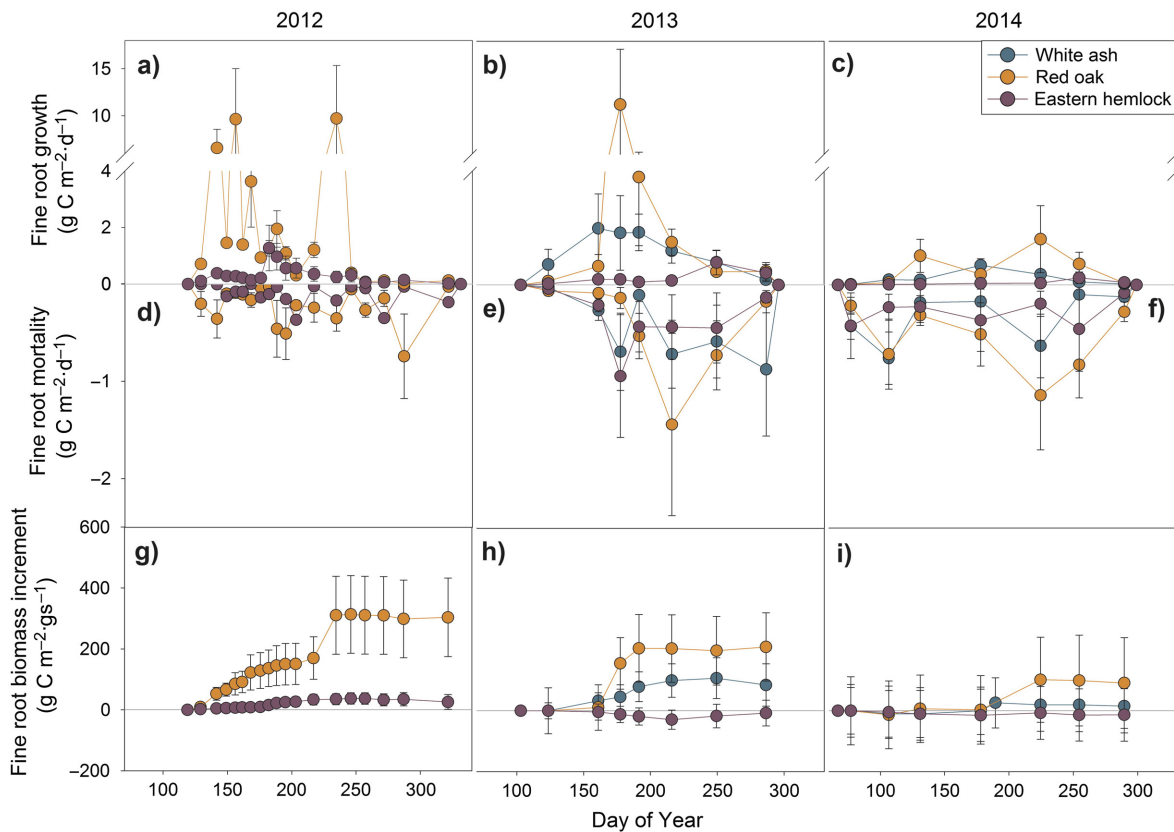 2012 2013 2014
a) b) c)
White ash
Red oak
Eastern hemlock
Fine root growth
(g C m⁻²·d⁻¹)
15
10
4
2
0
d) e) f)
Fine root mortality
(g C m⁻²·d⁻¹)
−1
−2
600
g) h) i)
Fine root biomass increment
(g C m⁻²·gs⁻¹)
400
200
0
−200
100 150 200 250 300 100 150 200 250 300 100 150 200 250 300
Day of Year